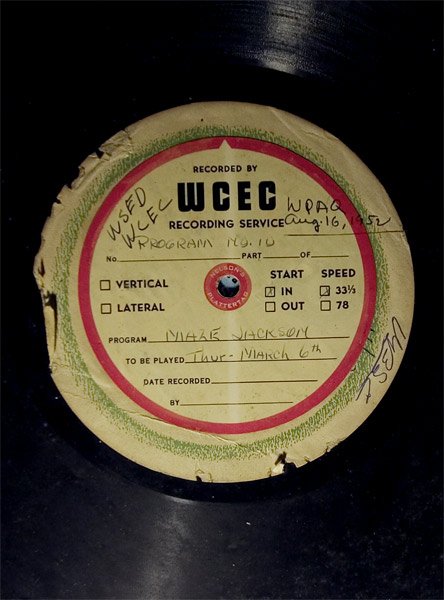 RECORDED BY
WCEC
RECORDING SERVICE
WSED
WCEC
WPAQ
Aug. 16, 1952
PROGRAM NO. 10
No. PART OF
NELSON'S
PLATTERTAB
START SPEED
VERTICAL IN 33⅓
LATERAL OUT 78
PROGRAM MAZE JACKSON
TO BE PLAYED Thur - March 6th
DATE RECORDED
BY